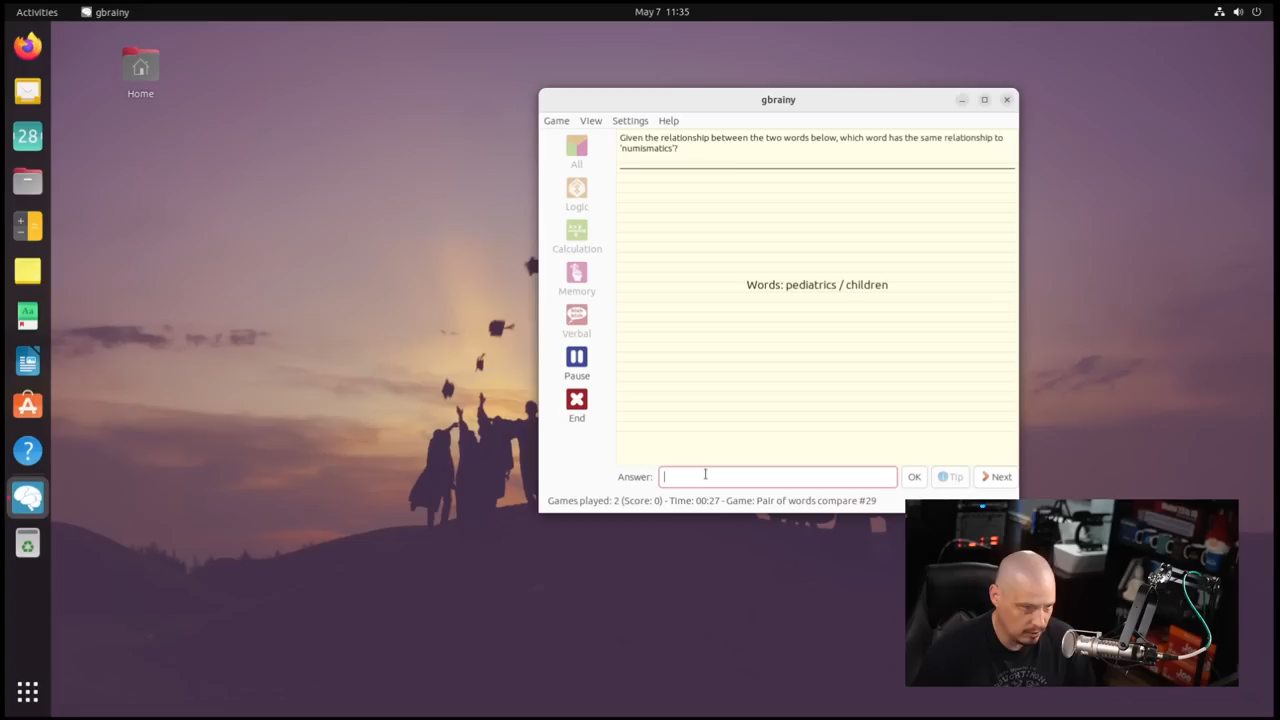 Activities
gbrainy
May 7 11:35
Home
28
Aa
gbrainy
Game
View
Settings
Help
All
Logic
Calculation
Memory
Verbal
Pause
End
Given the relationship between the two words below, which word has the same relationship to
'numismatics'?
Words: pediatrics / children
Answer:
OK
Tip
Next
Games played: 2 (Score: 0) - Time: 00:27 - Game: Pair of words compare #29